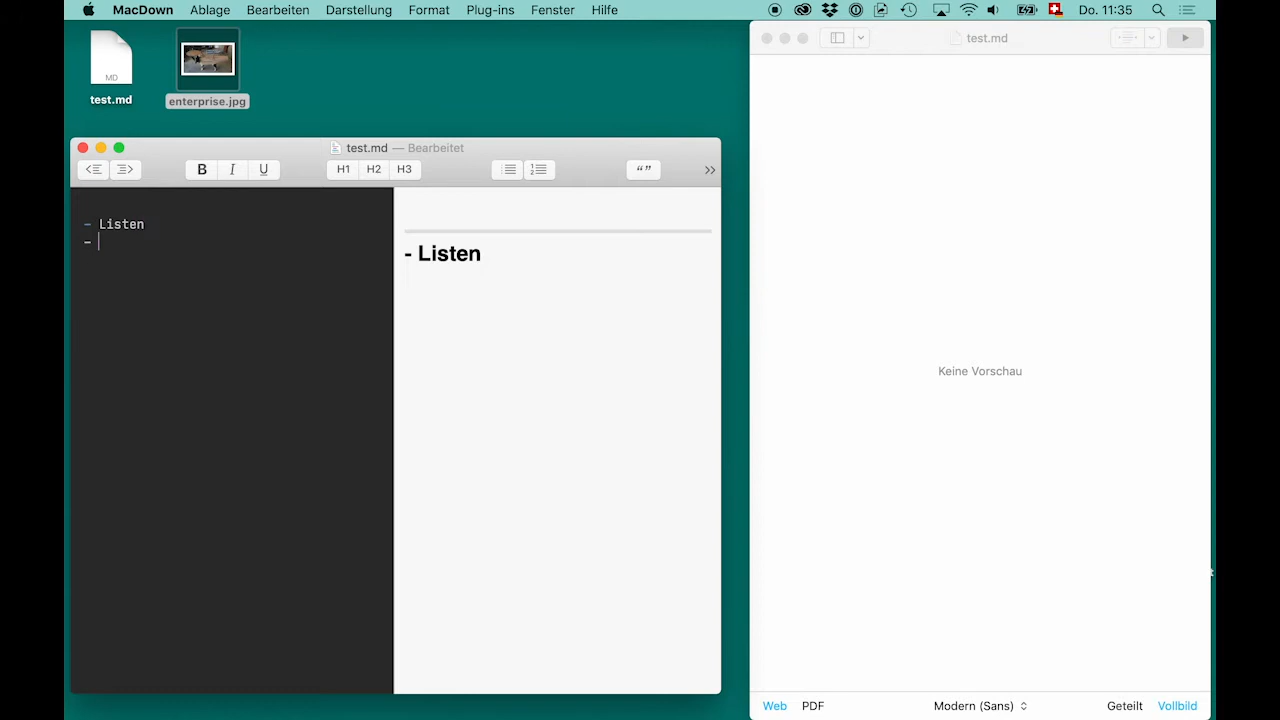 MacDown Ablage Bearbeiten Darstellung Format Plug-ins Fenster Hilfe Do. 11:35
MD
test.md
enterprise.jpg
test.md — Bearbeitet
B I U H1 H2 H3 “” »
- Listen
-
- Listen
test.md
Keine Vorschau
Web PDF Modern (Sans) Geteilt Vollbild